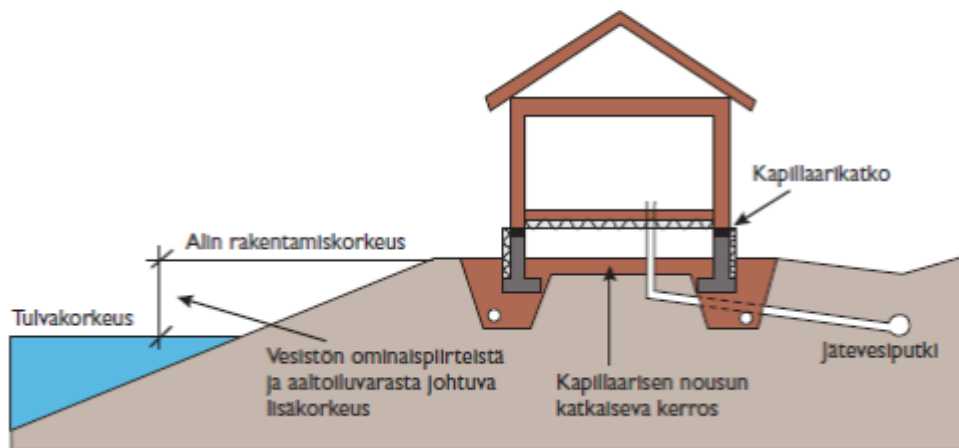 Kapillaarikatko
Alin rakentamiskorkeus
Tulvakorkeus
Vesistön ominaispiirteistä
ja aaltoiluvarasta johtuva
lisäkorkeus
Kapillaarisen nousun
katkaiseva kerros
Jätevesiputki